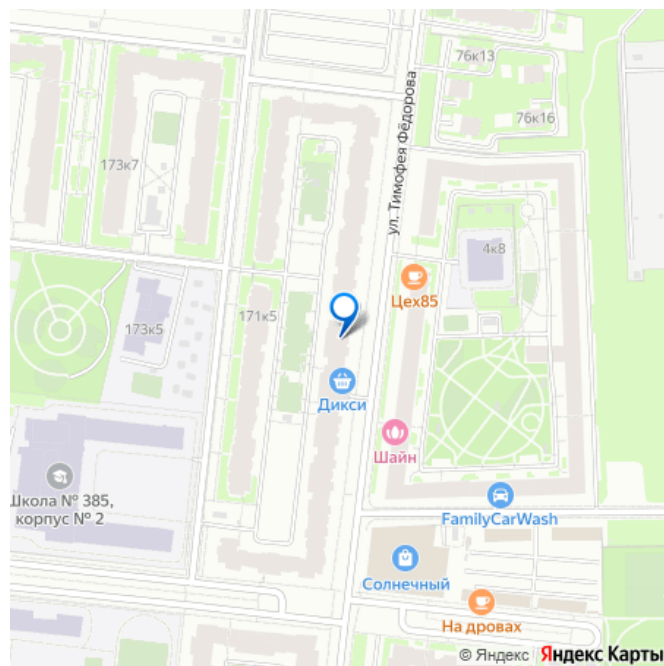 76к13
76к16
173к7
ул. Тимофея Фёдорова
4к8
Цех85
171к5
173к5
Дикси
Шайн
Школа № 385,
корпус № 2
FamilyCarWash
Солнечный
На дровах
© Яндекс Яндекс Карты